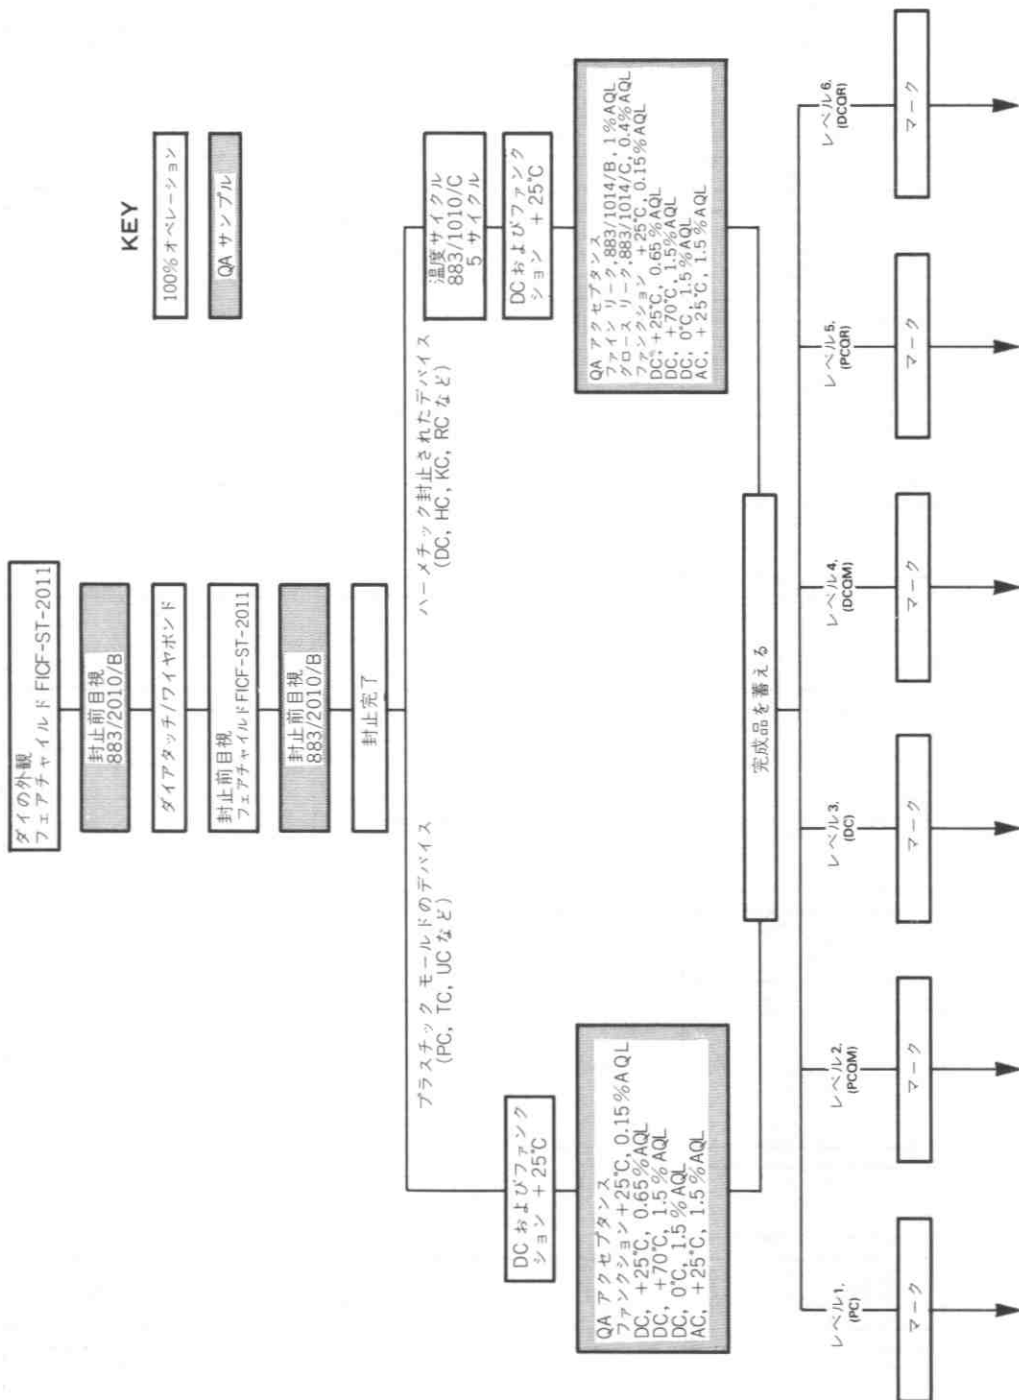 ダイの外観
フェアチャイルド FICF-ST-2011
封止前目視
883/2010/B
ダイアタッチ/ワイヤボンド
封止前目視
フェアチャイルドFICF-ST-2011
封止前目視
883/2010/B
封止完了
KEY
100%オペレーション
QA サンプル
プラスチック モールドのデバイス
(PC, TC, UC など)
DC およびファンク
ション +25℃
QA アクセプタンス
ファンクション+25℃, 0.15%AQL
DC, +25℃, 0.65%AQL
DC, +70℃, 1.5%AQL
DC, 0℃, 1.5%AQL
AC, +25℃, 1.5%AQL
ハーメチック封止されたデバイス
(DC, HC, KC, RC など)
温度サイクル
883/1010/C
5 サイクル
DC およびファンク
ション +25℃
QA アクセプタンス
ファイン リーク, 883/1014/B, 1%AQL
グロース リーク, 883/1014/C, 0.4%AQL
ファンクション +25℃, 0.15%AQL
DC, +25℃, 0.65%AQL
DC, +70℃, 1.5%AQL
DC, 0℃, 1.5%AQL
AC, +25℃, 1.5%AQL
完成品を蓄える
レベル1.
(PC)
マーク
レベル2.
(PCQM)
マーク
レベル3.
(DC)
マーク
レベル4.
(DCQM)
マーク
レベル5.
(PCQR)
マーク
レベル6.
(DCQR)
マーク